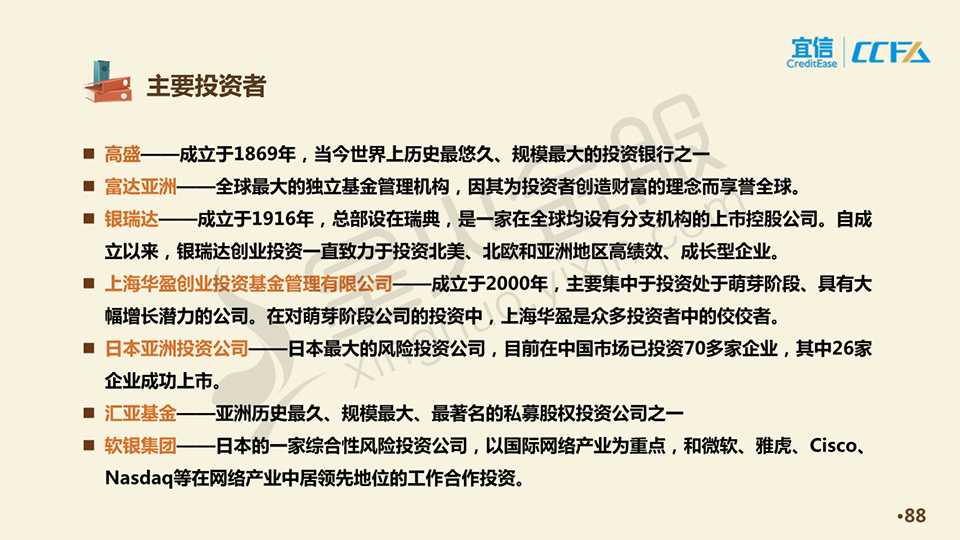 宜信
CreditEase
CCFA
主要投资者
■ 高盛——成立于1869年，当今世界上历史最悠久、规模最大的投资银行之一
■ 富达亚洲——全球最大的独立基金管理机构，因其为投资者创造财富的理念而享誉全球。
■ 银瑞达——成立于1916年，总部设在瑞典，是一家在全球均设有分支机构的上市控股公司。自成
立以来，银瑞达创业投资一直致力于投资北美、北欧和亚洲地区高绩效、成长型企业。
■ 上海华盈创业投资基金管理有限公司——成立于2000年，主要集中于投资处于萌芽阶段、具有大
幅增长潜力的公司。在对萌芽阶段公司的投资中，上海华盈是众多投资者中的佼佼者。
■ 日本亚洲投资公司——日本最大的风险投资公司，目前在中国市场已投资70多家企业，其中26家
企业成功上市。
■ 汇亚基金——亚洲历史最久、规模最大、最著名的私募股权投资公司之一
■ 软银集团——日本的一家综合性风险投资公司，以国际网络产业为重点，和微软、雅虎、Cisco、
Nasdaq等在网络产业中居领先地位的工作合作投资。
星火金服
xinghuo.yixin.com
•88